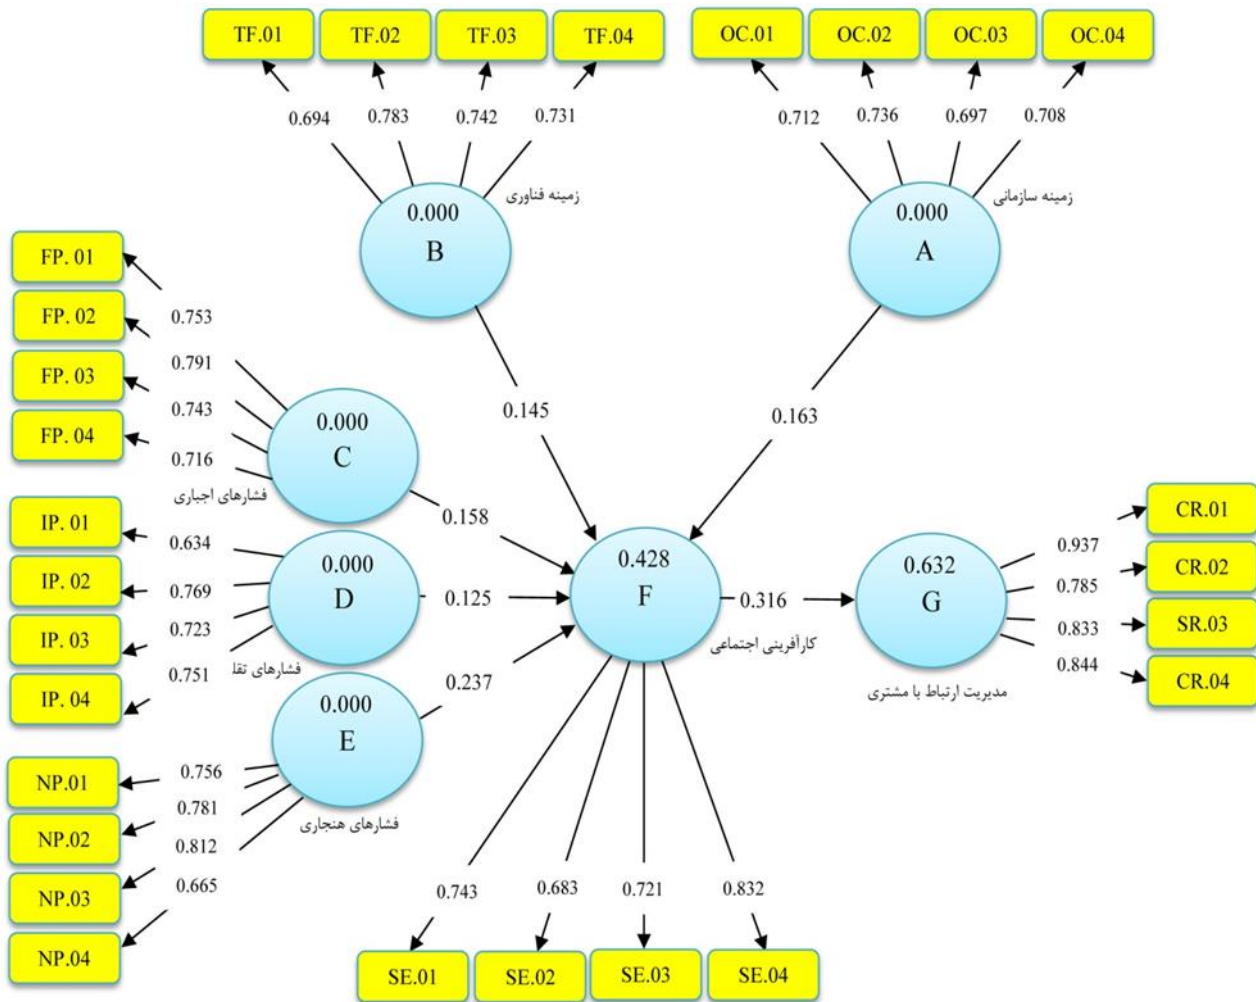 TF.01 TF.02 TF.03 TF.04 OC.01 OC.02 OC.03 OC.04
0.694 0.783 0.742 0.731 0.712 0.736 0.697 0.708
زمینه فناوری
زمینه سازمانی
0.000
B
0.000
A
FP. 01
FP. 02
FP. 03
FP. 04
0.753
0.791
0.743
0.716
0.000
C
فشارهای اجباری
0.145
0.163
0.158
IP. 01
IP. 02
IP. 03
IP. 04
0.634
0.769
0.723
0.751
0.000
D
فشارهای تقل
0.125
0.428
F
کارآفرینی اجتماعی
0.316
0.632
G
مدیریت ارتباط با مشتری
0.937
0.785
0.833
0.844
CR.01
CR.02
SR.03
CR.04
0.237
0.000
E
فشارهای هنجاری
NP.01
NP.02
NP.03
NP.04
0.756
0.781
0.812
0.665
0.743 0.683 0.721 0.832
SE.01 SE.02 SE.03 SE.04